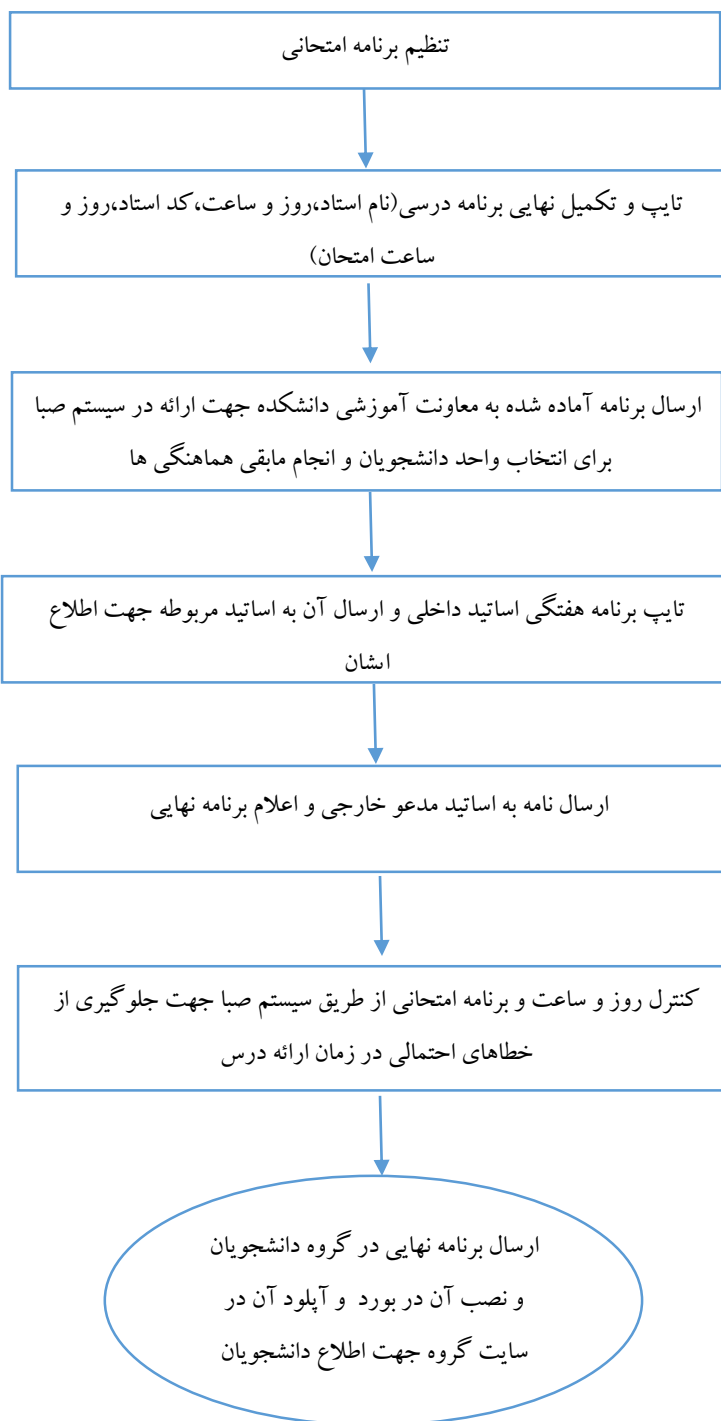 تنظیم برنامه امتحانی
تایپ و تکمیل نهایی برنامه درسی(نام استاد،روز و ساعت،کد استاد،روز و
ساعت امتحان)
ارسال برنامه آماده شده به معاونت آموزشی دانشکده جهت ارائه در سیستم صبا
برای انتخاب واحد دانشجویان و انجام مابقی هماهنگی ها
تایپ برنامه هفتگی اساتید داخلی و ارسال آن به اساتید مربوطه جهت اطلاع
ایشان
ارسال نامه به اساتید مدعو خارجی و اعلام برنامه نهایی
کنترل روز و ساعت و برنامه امتحانی از طریق سیستم صبا جهت جلوگیری از
خطاهای احتمالی در زمان ارائه درس
ارسال برنامه نهایی در گروه دانشجویان
و نصب آن در بورد و آپلود آن در
سایت گروه جهت اطلاع دانشجویان